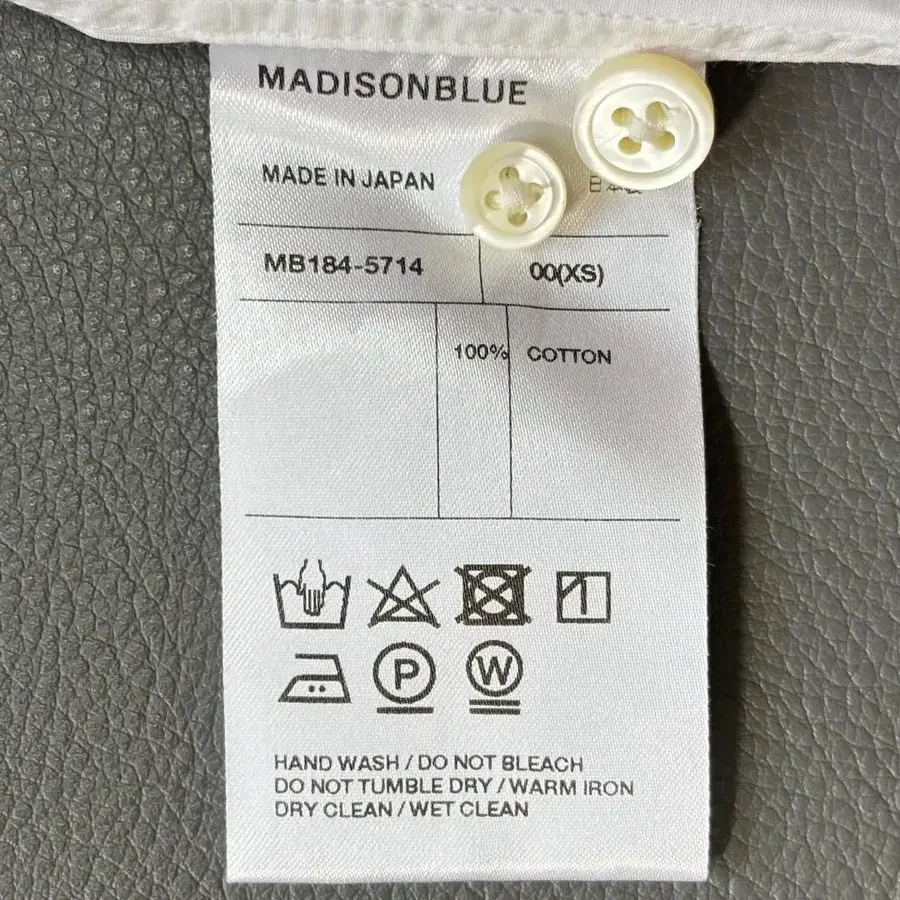 MADISONBLUE
MADE IN JAPAN
MB184-5714 00(XS)
100% COTTON
P W
HAND WASH / DO NOT BLEACH
DO NOT TUMBLE DRY / WARM IRON
DRY CLEAN / WET CLEAN